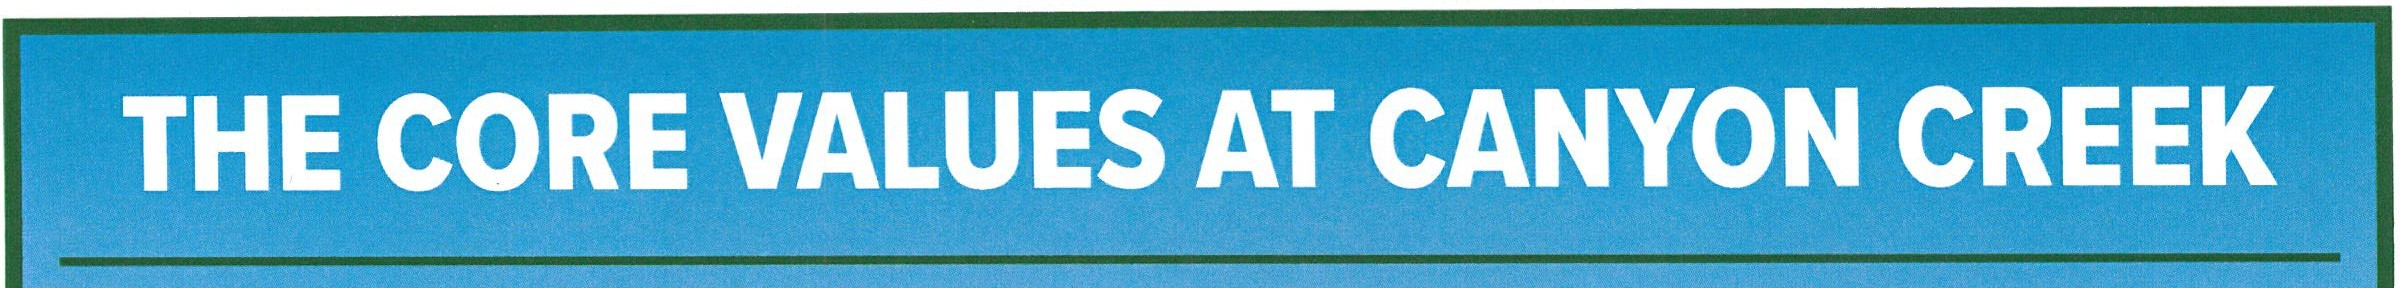 THE CORE VALUES AT CANYON CREEK